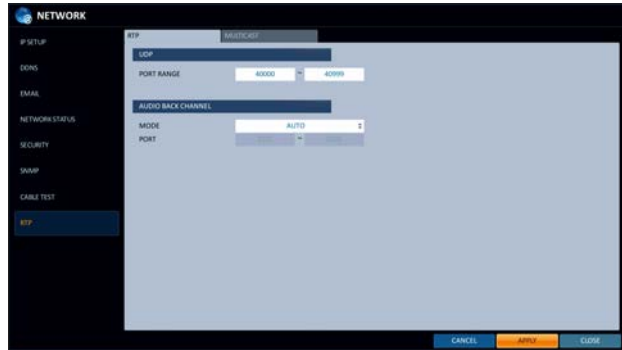 NETWORK
IP SETUP
DDNS
EMAIL
NETWORK STATUS
SECURITY
SNMP
CABLE TEST
RTP
RTP MULTICAST
UDP
PORT RANGE 40000 ~ 40999
AUDIO BACK CHANNEL
MODE AUTO
PORT ~
CANCEL APPLY CLOSE